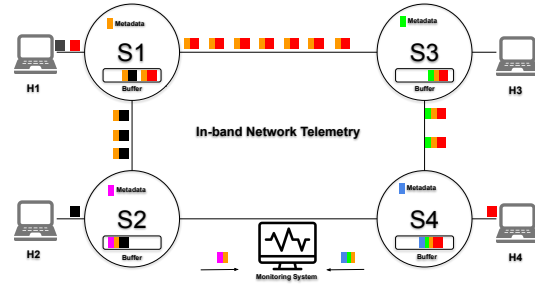 Metadata
S1
Buffer
H1
Metadata
S3
Buffer
H3
In-band Network Telemetry
Metadata
S2
Buffer
H2
Metadata
S4
Buffer
H4
Monitoring System